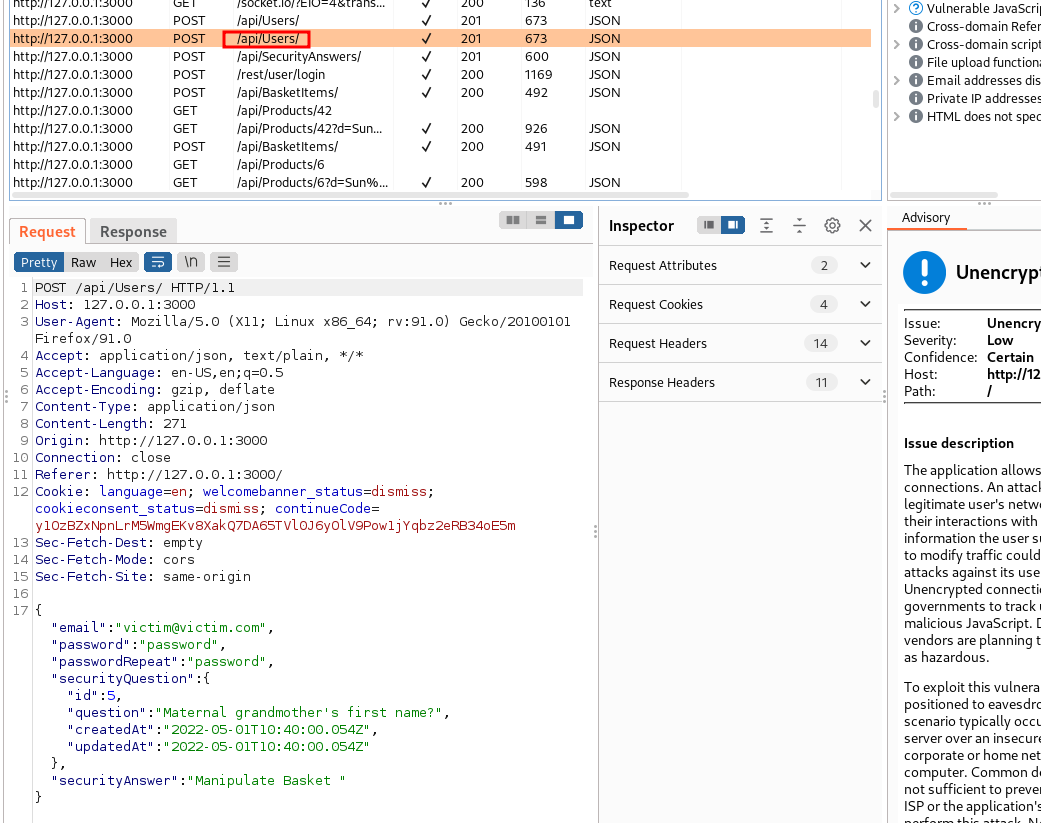 http://127.0.0.1:3000 GET /socket.io/?EIO=4&trans... ✓ 200 136 text
http://127.0.0.1:3000 POST /api/Users/ ✓ 201 673 JSON
http://127.0.0.1:3000 POST /api/Users/ ✓ 201 673 JSON
http://127.0.0.1:3000 POST /api/SecurityAnswers/ ✓ 201 600 JSON
http://127.0.0.1:3000 POST /rest/user/login ✓ 200 1169 JSON
http://127.0.0.1:3000 POST /api/BasketItems/ ✓ 200 492 JSON
http://127.0.0.1:3000 GET /api/Products/42
http://127.0.0.1:3000 GET /api/Products/42?d=Sun... ✓ 200 926 JSON
http://127.0.0.1:3000 POST /api/BasketItems/ ✓ 200 491 JSON
http://127.0.0.1:3000 GET /api/Products/6
http://127.0.0.1:3000 GET /api/Products/6?d=Sun%... ✓ 200 598 JSON
Vulnerable JavaScri
Cross-domain Refer
Cross-domain script
File upload functiona
Email addresses dis
Private IP addresses
HTML does not spec
Request Response
Pretty Raw Hex \n
1 POST /api/Users/ HTTP/1.1
2 Host: 127.0.0.1:3000
3 User-Agent: Mozilla/5.0 (X11; Linux x86_64; rv:91.0) Gecko/20100101
Firefox/91.0
4 Accept: application/json, text/plain, */*
5 Accept-Language: en-US,en;q=0.5
6 Accept-Encoding: gzip, deflate
7 Content-Type: application/json
8 Content-Length: 271
9 Origin: http://127.0.0.1:3000
10 Connection: close
11 Referer: http://127.0.0.1:3000/
12 Cookie: language=en; welcomebanner_status=dismiss;
cookieconsent_status=dismiss; continueCode=
y1OzBZxNpnLrM5WmgEKv8XakQ7DA65TVlOJ6yOlV9Pow1jYqbz2eRB34oE5m
13 Sec-Fetch-Dest: empty
14 Sec-Fetch-Mode: cors
15 Sec-Fetch-Site: same-origin
16
17 {
"email":"victim@victim.com",
"password":"password",
"passwordRepeat":"password",
"securityQuestion":{
"id":5,
"question":"Maternal grandmother's first name?",
"createdAt":"2022-05-01T10:40:00.054Z",
"updatedAt":"2022-05-01T10:40:00.054Z"
},
"securityAnswer":"Manipulate Basket "
}
Inspector
Request Attributes 2
Request Cookies 4
Request Headers 14
Response Headers 11
Advisory
Unencrypt
Issue: Unency
Severity: Low
Confidence: Certain
Host: http://12
Path: /
Issue description
The application allows
connections. An attack
legitimate user's netwo
their interactions with
information the user su
to modify traffic could
attacks against its use
Unencrypted connectio
governments to track u
malicious JavaScript. D
vendors are planning t
as hazardous.
To exploit this vulnera
positioned to eavesdro
scenario typically occu
server over an insecure
corporate or home net
computer. Common de
not sufficient to preven
ISP or the application's
perform this attack. No